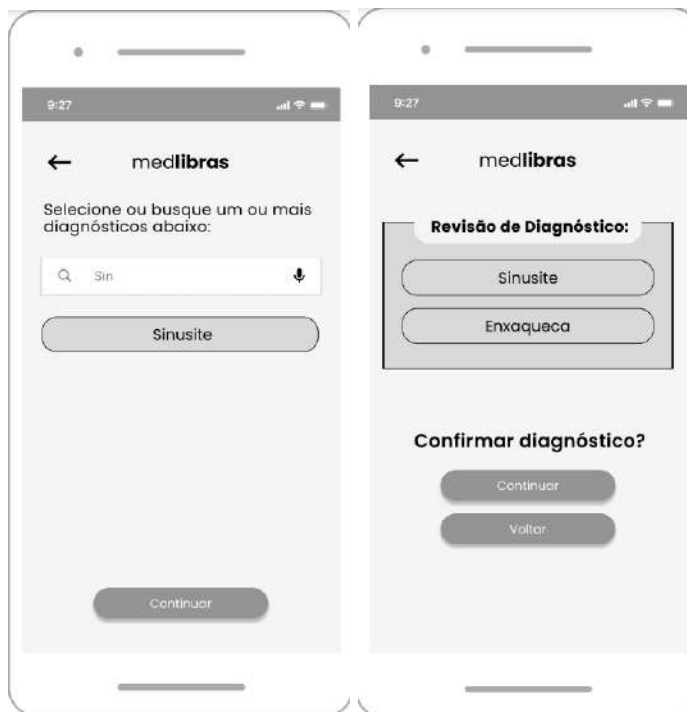 9:27
medlibras
Selecione ou busque um ou mais
diagnósticos abaixo:
Sin
Sinusite
Continuar
9:27
medlibras
Revisão de Diagnóstico:
Sinusite
Enxaqueca
Confirmar diagnóstico?
Continuar
Voltar